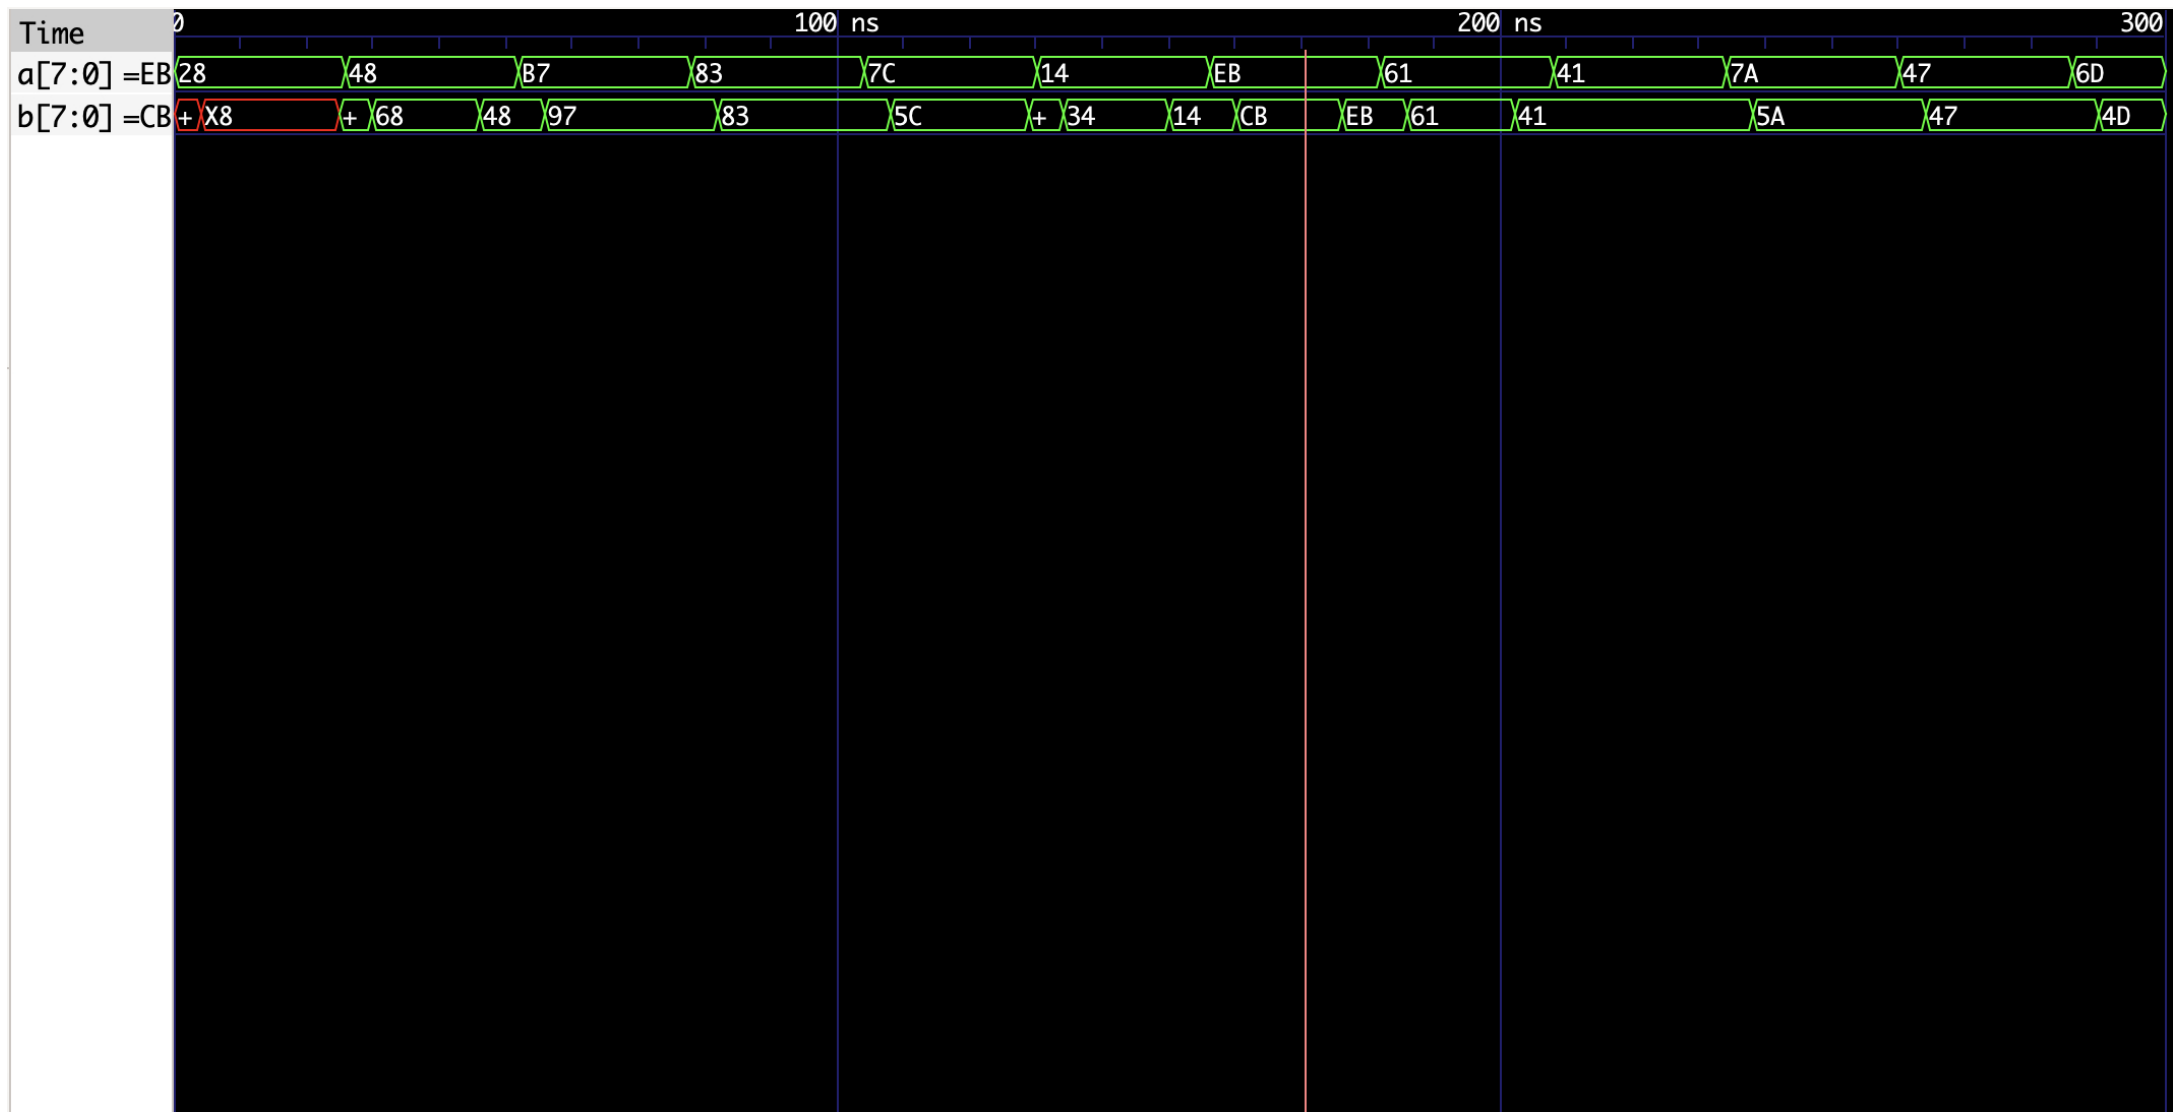 Time 0 100 ns 200 ns 300
a[7:0] =EB 28 48 B7 83 7C 14 EB 61 41 7A 47 6D
b[7:0] =CB + X8 + 68 48 97 83 5C + 34 14 CB EB 61 41 5A 47 4D